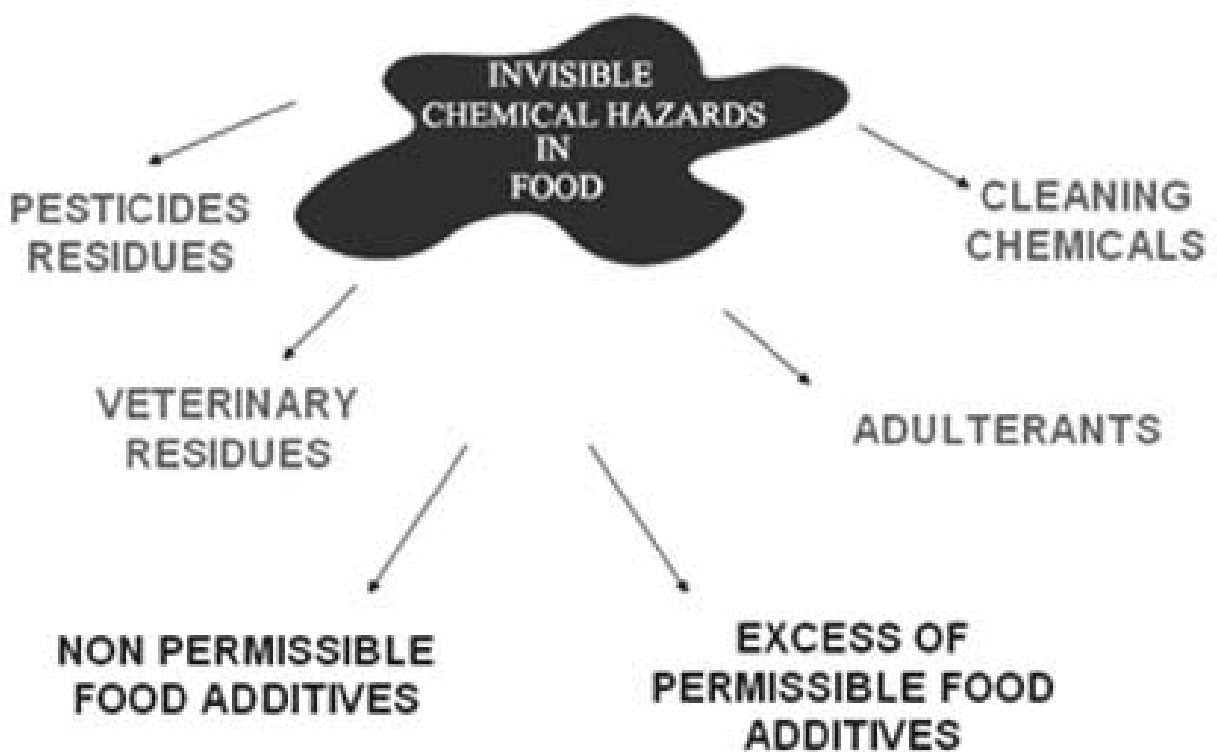 INVISIBLE
CHEMICAL HAZARDS
IN
FOOD
PESTICIDES
RESIDUES
CLEANING
CHEMICALS
VETERINARY
RESIDUES
ADULTERANTS
NON PERMISSIBLE
FOOD ADDITIVES
EXCESS OF
PERMISSIBLE FOOD
ADDITIVES